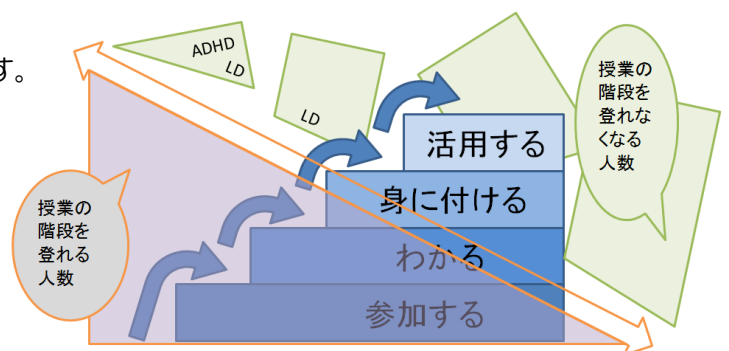 す。
ADHD
LD
LD
授業の
階段を
登れな
くなる
人数
活用する
身に付ける
わかる
参加する
授業の
階段を
登れる
人数